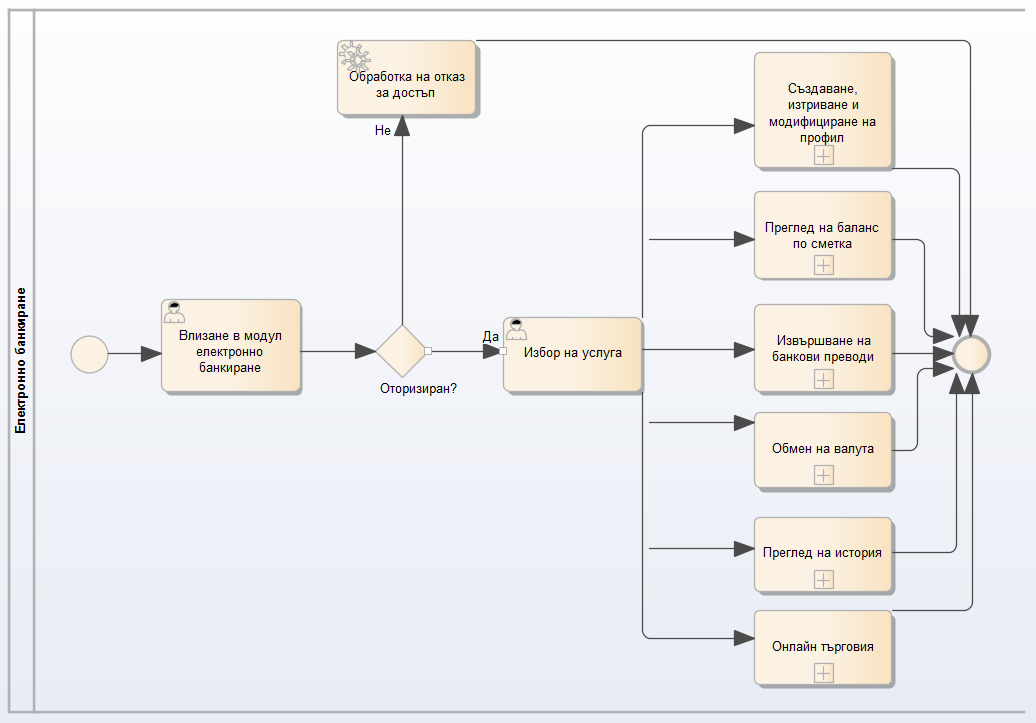 Електронно банкиране
Обработка на отказ
за достъп
Не
Влизане в модул
електронно
банкиране
Оторизиран?
Да
Избор на услуга
Създаване,
изтриване и
модифициране на
профил
Преглед на баланс
по сметка
Извършване на
банкови преводи
Обмен на валута
Преглед на история
Онлайн търговия